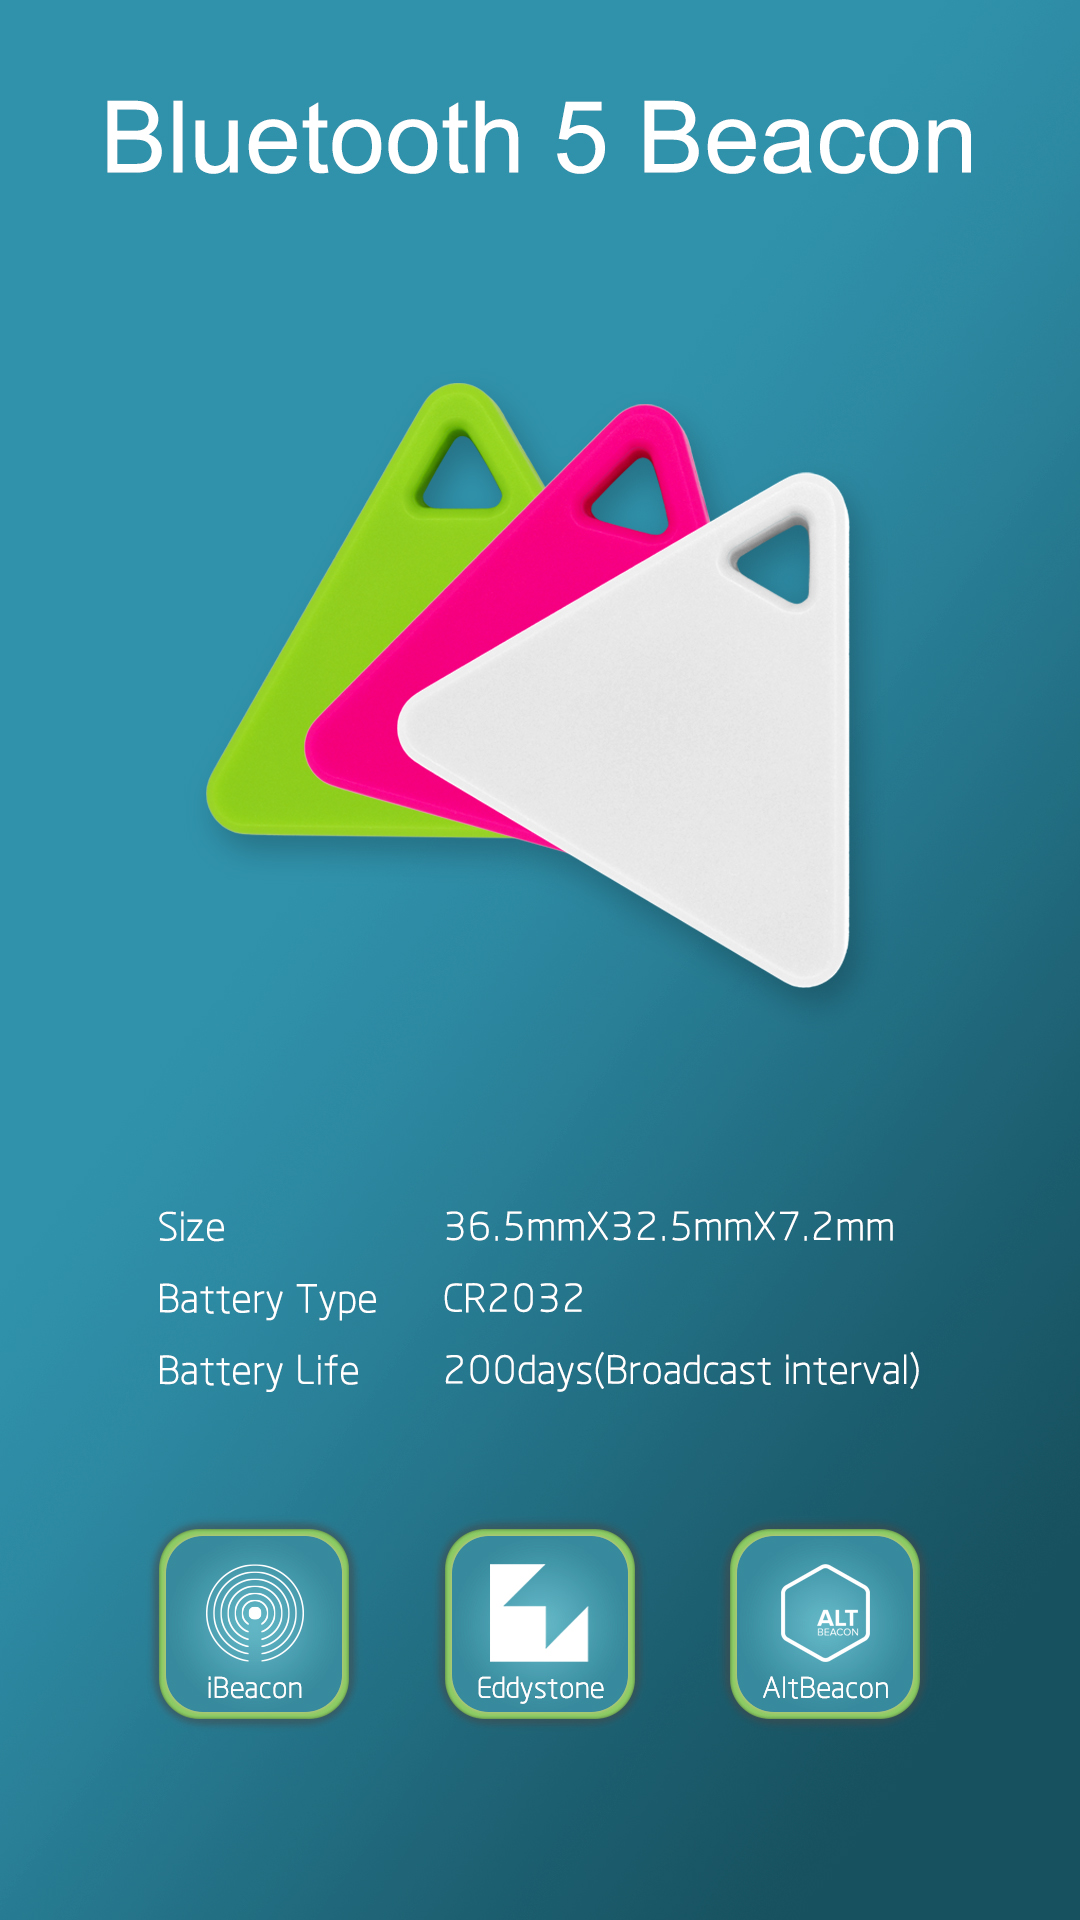 Bluetooth 5 Beacon
Size 36.5mmX32.5mmX7.2mm
Battery Type CR2032
Battery Life 200days(Broadcast interval)
ALT
BEACON
iBeacon Eddystone AltBeacon